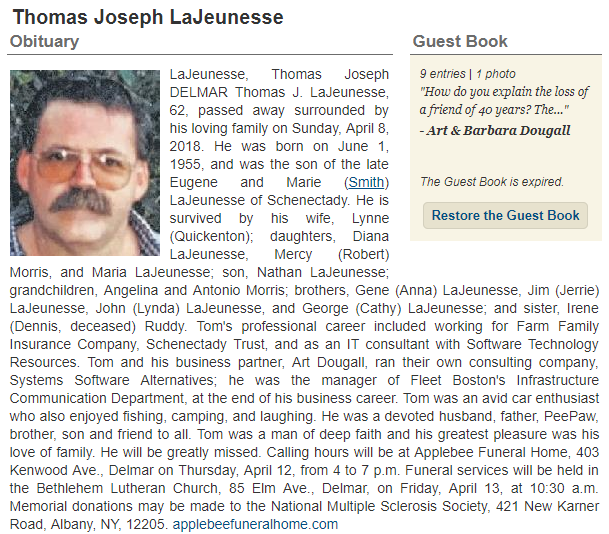 Thomas Joseph LaJeunesse
Obituary
LaJeunesse, Thomas Joseph
DELMAR Thomas J. LaJeunesse,
62, passed away surrounded by
his loving family on Sunday, April 8,
2018. He was born on June 1,
1955, and was the son of the late
Eugene and Marie (Smith)
LaJeunesse of Schenectady. He is
survived by his wife, Lynne
(Quickenton); daughters, Diana
LaJeunesse, Mercy (Robert)
Morris, and Maria LaJeunesse; son, Nathan LaJeunesse;
grandchildren, Angelina and Antonio Morris; brothers, Gene (Anna) LaJeunesse, Jim (Jerrie)
LaJeunesse, John (Lynda) LaJeunesse, and George (Cathy) LaJeunesse; and sister, Irene
(Dennis, deceased) Ruddy. Tom's professional career included working for Farm Family
Insurance Company, Schenectady Trust, and as an IT consultant with Software Technology
Resources. Tom and his business partner, Art Dougall, ran their own consulting company,
Systems Software Alternatives; he was the manager of Fleet Boston's Infrastructure
Communication Department, at the end of his business career. Tom was an avid car enthusiast
who also enjoyed fishing, camping, and laughing. He was a devoted husband, father, PeePaw,
brother, son and friend to all. Tom was a man of deep faith and his greatest pleasure was his
love of family. He will be greatly missed. Calling hours will be at Applebee Funeral Home, 403
Kenwood Ave., Delmar on Thursday, April 12, from 4 to 7 p.m. Funeral services will be held in
the Bethlehem Lutheran Church, 85 Elm Ave., Delmar, on Friday, April 13, at 10:30 a.m.
Memorial donations may be made to the National Multiple Sclerosis Society, 421 New Karner
Road, Albany, NY, 12205. applebeefuneralhome.com
Guest Book
9 entries | 1 photo
"How do you explain the loss of
a friend of 40 years? The..."
- Art & Barbara Dougall
The Guest Book is expired.
Restore the Guest Book